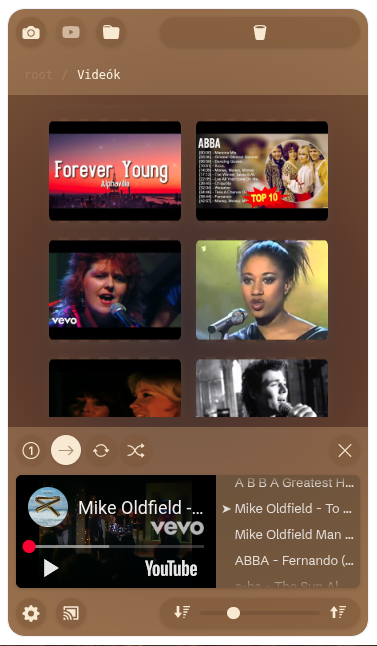 root / Videók
Forever Young
Alphaville
ABBA
TOP 10
vevo
1
A B B A Greatest H...
Mike Oldfield -...
vevo
➤ Mike Oldfield - To ...
Mike Oldfield Man ...
ABBA - Fernando (...
a-ha - The Sun Al...
YouTube